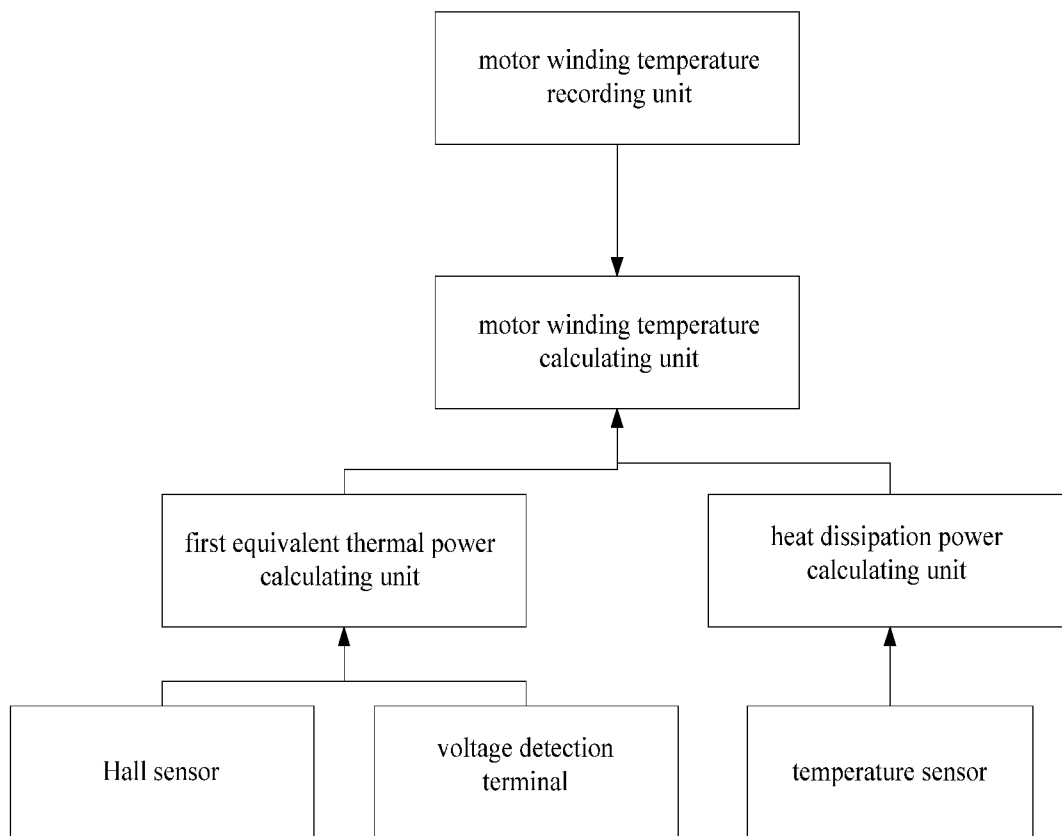 motor winding temperature
recording unit
motor winding temperature
calculating unit
first equivalent thermal power
calculating unit
heat dissipation power
calculating unit
Hall sensor
voltage detection
terminal
temperature sensor